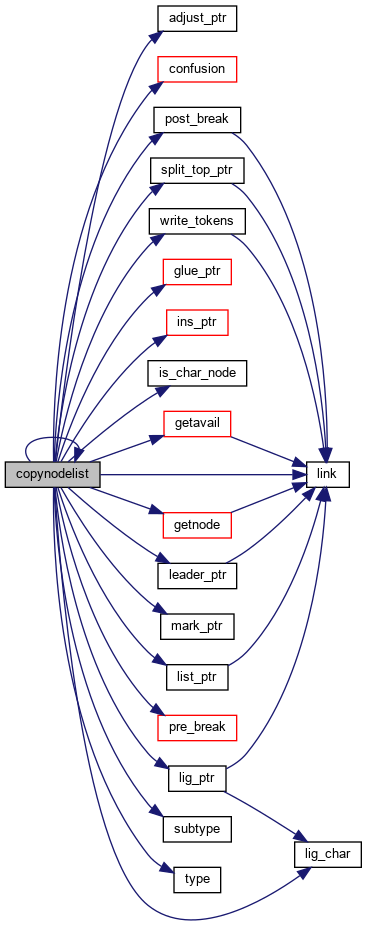 adjust_ptr
confusion
post_break
split_top_ptr
write_tokens
glue_ptr
ins_ptr
is_char_node
getavail
copynodelist
link
getnode
leader_ptr
mark_ptr
list_ptr
pre_break
lig_ptr
subtype
lig_char
type